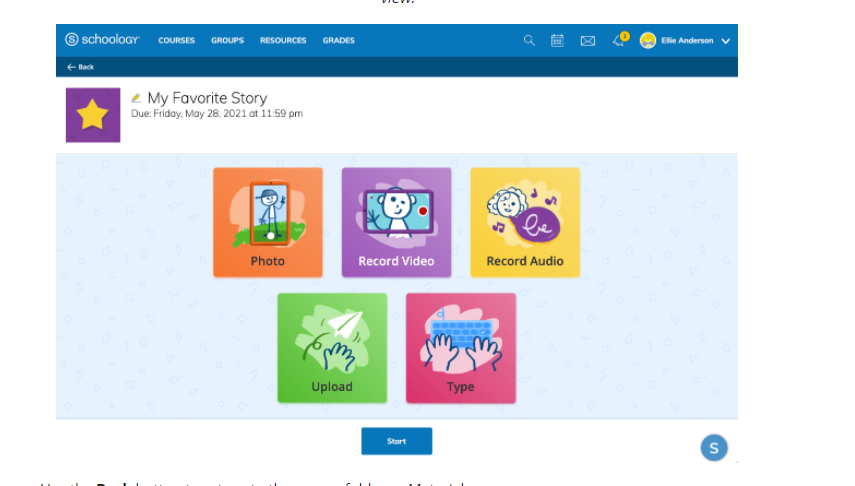 view.
schoology COURSES GROUPS RESOURCES GRADES 1 Ellie Anderson
← Back
My Favorite Story
Due: Friday, May 28, 2021 at 11:59 pm
be
Photo Record Video Record Audio
Upload Type
Start
S